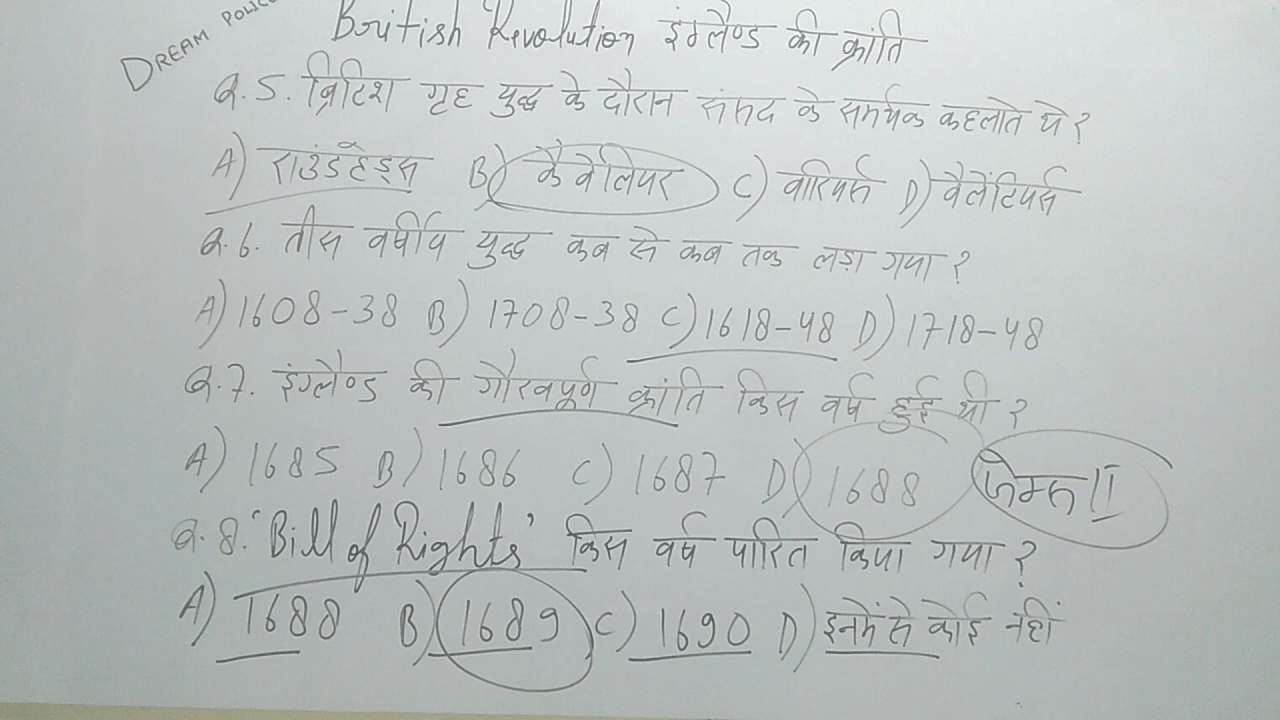 DREAM
British Revolution इंग्लैण्ड की क्रांति
Q.5. ब्रिटिश गृह युद्ध के दौरान संसद के समर्थक कहलाते थे?
A) राउंडहैड्स B) कैवेलियर C) वारियर्स D) वैलेंटियर्स
Q.6. तीस वर्षीय युद्ध कब से कब तक लड़ा गया?
A) 1608-38 B) 1708-38 C) 1618-48 D) 1718-48
Q.7. इंग्लैण्ड की गौरवपूर्ण क्रांति किस वर्ष हुई थी?
A) 1685 B) 1686 C) 1687 D) 1688 जेम्स II
Q.8. 'Bill of Rights' किस वर्ष पारित किया गया?
A) 1688 B) 1689 C) 1690 D) इनमें से कोई नहीं